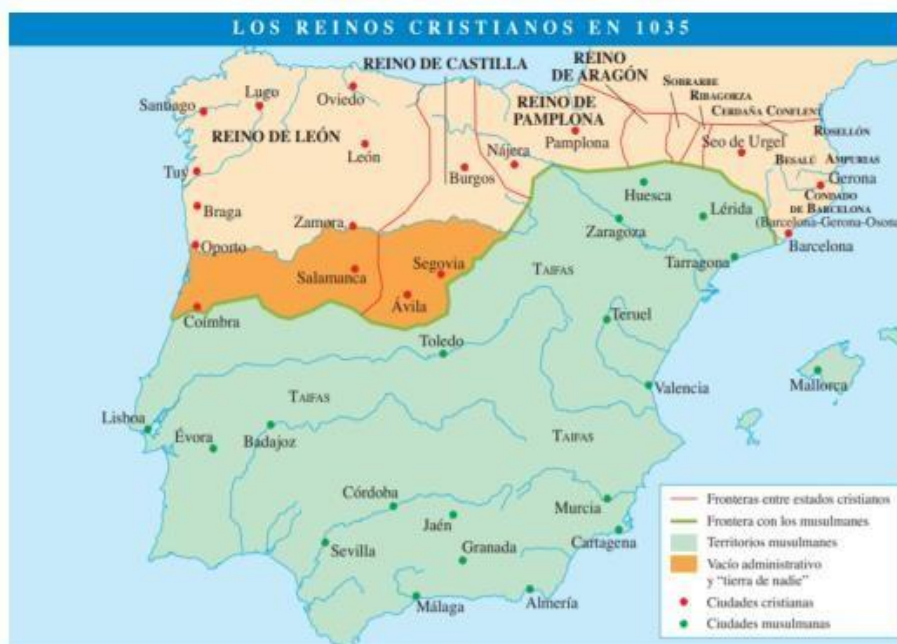 LOS REINOS CRISTIANOS EN 1035
REINO DE CASTILLA
REINO
DE ARAGÓN
SOBRARBE
RIBAGORZA
CERDAÑA CONFLENT
ROSELLÓN
Santiago
Lugo
Oviedo
REINO DE LEÓN
REINO DE
PAMPLONA
Pamplona
Seo de Urgel
León
Nájera
Burgos
BESALÚ
AMPURIAS
Gerona
Tuy
Huesca
CONDADO
DE BARCELONA
(Barcelona-Gerona-Osona)
Braga
Zamora
Lérida
Zaragoza
Barcelona
Oporto
Salamanca
Segovia
TAIFAS
Tarragona
Ávila
Coímbra
Teruel
Toledo
Mallorca
Valencia
TAIFAS
Lisboa
Évora
Badajoz
TAIFAS
Córdoba
Murcia
Jaén
Cartagena
Sevilla
Granada
Málaga
Almería
Fronteras entre estados cristianos
Frontera con los musulmanes
Territorios musulmanes
Vacío administrativo
y "tierra de nadie"
Ciudades cristianas
Ciudades musulmanas